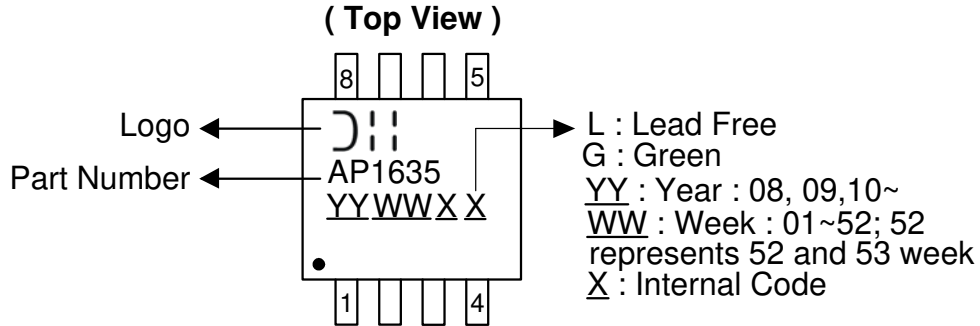 ( Top View )
8 5
Logo
AP1635
Part Number
YYWWX X
1 4
L : Lead Free
G : Green
YY : Year : 08, 09,10~
WW : Week : 01~52; 52
represents 52 and 53 week
X : Internal Code